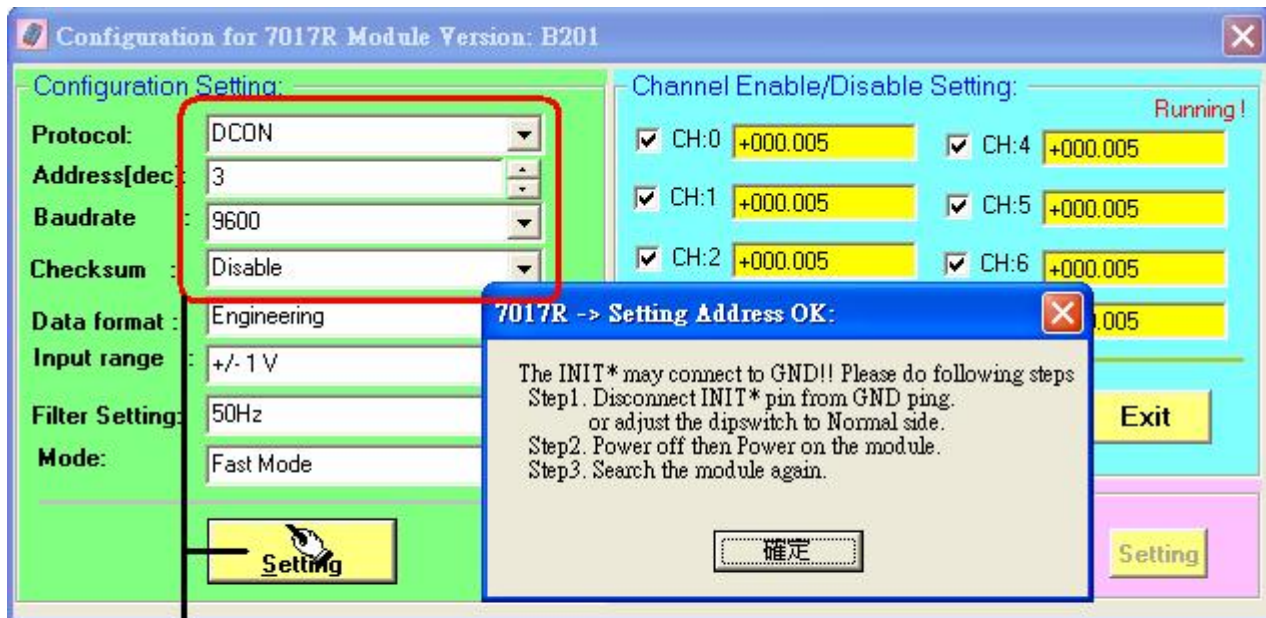 Configuration for 7017R Module Version: B201
Configuration Setting:
Protocol: DCON
Address[dec]: 3
Baudrate : 9600
Checksum : Disable
Data format : Engineering
Input range : +/- 1 V
Filter Setting: 50Hz
Mode: Fast Mode
Setting
Channel Enable/Disable Setting:
Running !
CH:0 +000.005 CH:4 +000.005
CH:1 +000.005 CH:5 +000.005
CH:2 +000.005 CH:6 +000.005
.005
7017R -> Setting Address OK:
The INIT* may connect to GND!! Please do following steps
Step1. Disconnect INIT* pin from GND ping.
or adjust the dipswitch to Normal side.
Step2. Power off then Power on the module.
Step3. Search the module again.
確定
Exit
Setting